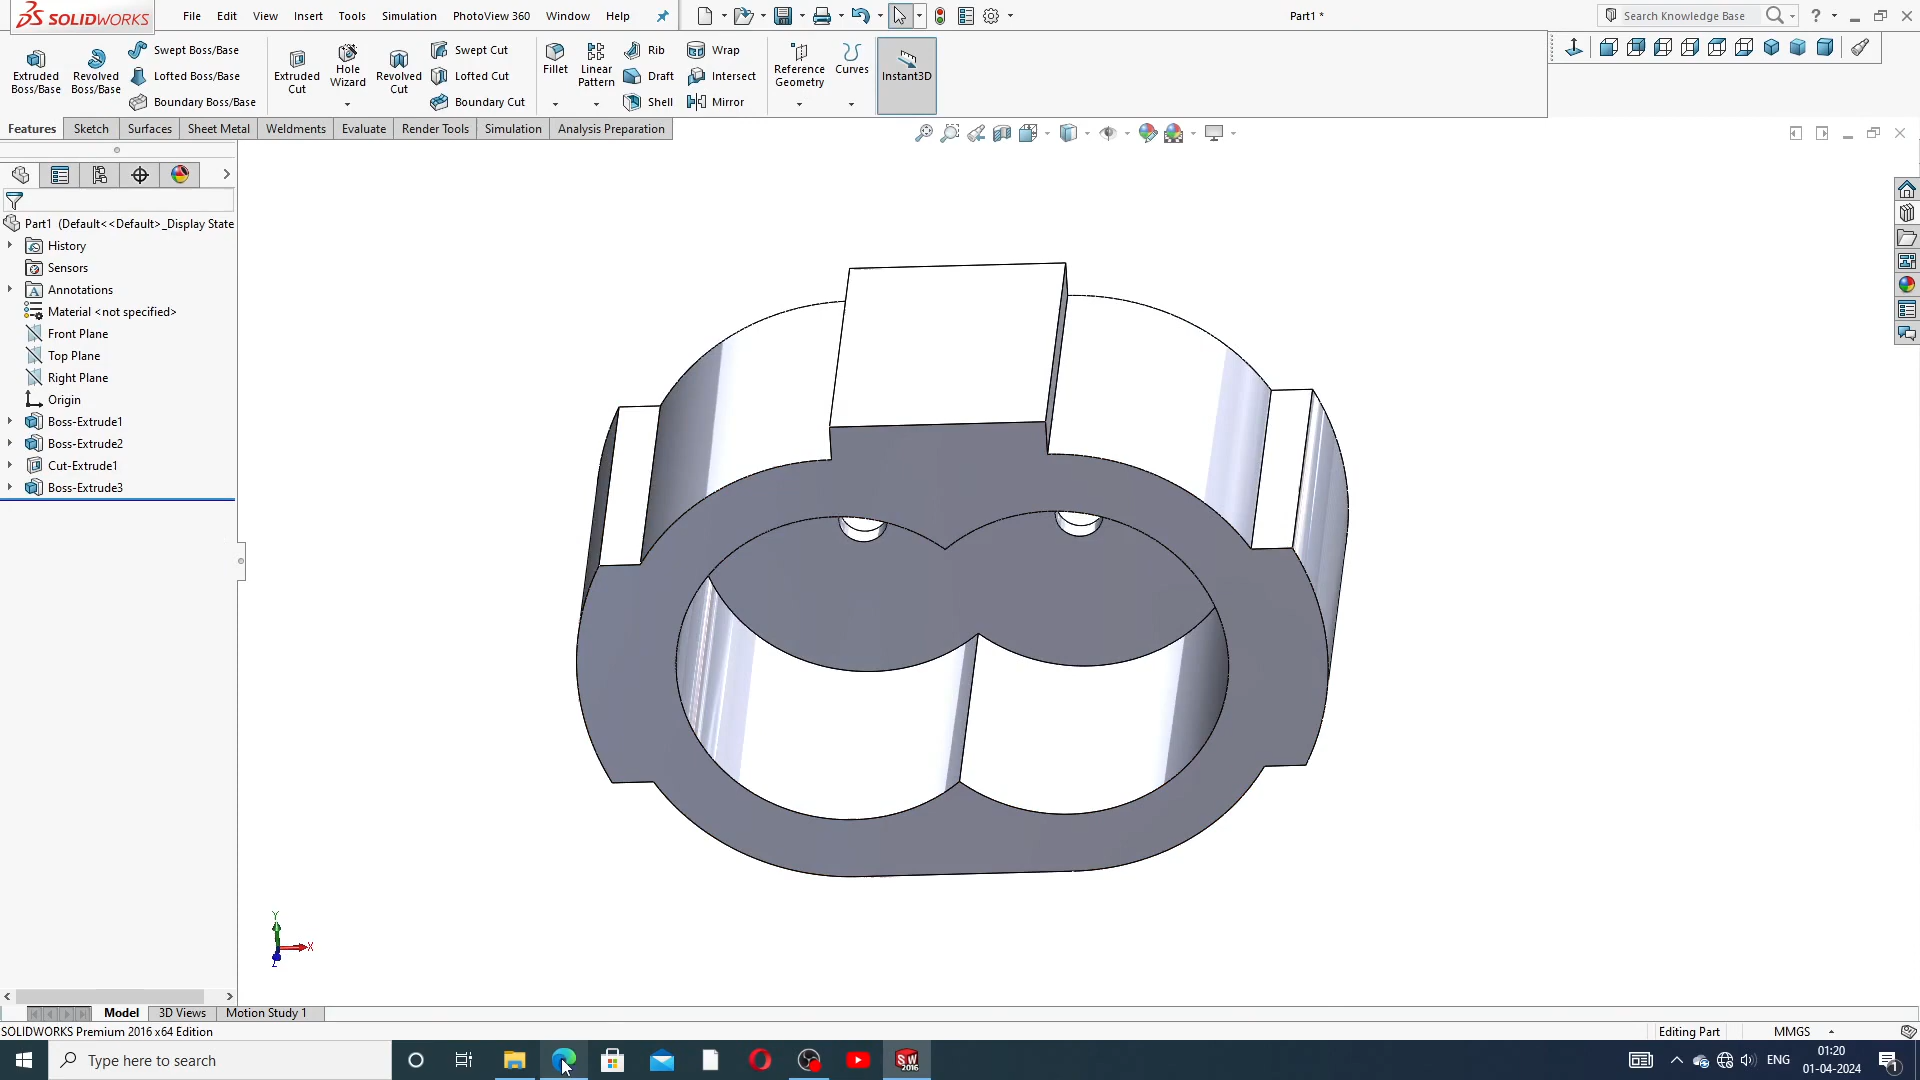 SOLIDWORKS File Edit View Insert Tools Simulation PhotoView 360 Window Help Part1 * Search Knowledge Base ?
Extruded Boss/Base
Revolved Boss/Base
Swept Boss/Base
Lofted Boss/Base
Boundary Boss/Base
Extruded Cut
Hole Wizard
Revolved Cut
Swept Cut
Lofted Cut
Boundary Cut
Fillet
Linear Pattern
Rib
Draft
Shell
Wrap
Intersect
Mirror
Reference Geometry
Curves
Instant3D
Features Sketch Surfaces Sheet Metal Weldments Evaluate Render Tools Simulation Analysis Preparation
Part1 (Default<<Default>_Display State
History
Sensors
Annotations
Material <not specified>
Front Plane
Top Plane
Right Plane
Origin
Boss-Extrude1
Boss-Extrude2
Cut-Extrude1
Boss-Extrude3
Y
X
Z
Model 3D Views Motion Study 1
SOLIDWORKS Premium 2016 x64 Edition Editing Part MMGS
Type here to search
SW 2016
ENG
01:20
01-04-2024
1